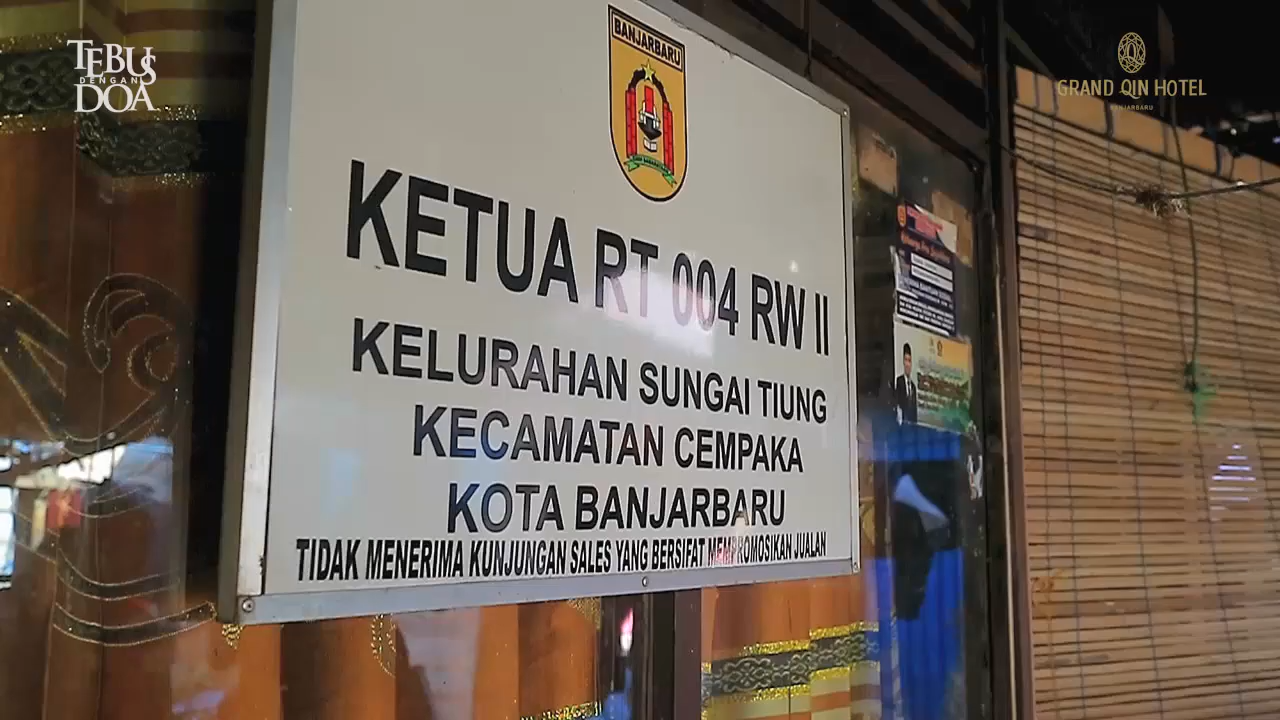 TEBUS
DENGAN
DOA
GRAND QIN HOTEL
BANJARBARU
BANJARBARU
KETUA RT 004 RW II
KELURAHAN SUNGAI TIUNG
KECAMATAN CEMPAKA
KOTA BANJARBARU
TIDAK MENERIMA KUNJUNGAN SALES YANG BERSIFAT MEMPROMOSIKAN JUALAN